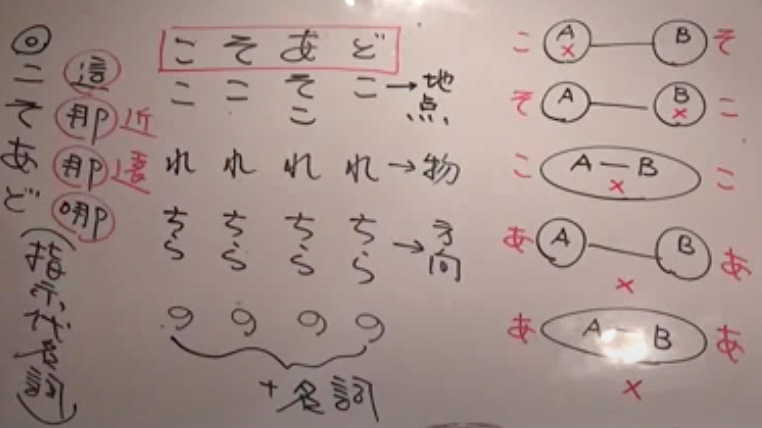 ◎こそあど(指示代名詞)
這
那 近
那 遠
哪
こ そ あ ど
ここ そこ →地点
こ
れ れ れ れ →物
ちら ちら ちら ちら →方向
の の の の
+名詞
こ A × B そ
そ A B × こ
こ A — B × こ
あ A B あ
×
あ A — B あ
×